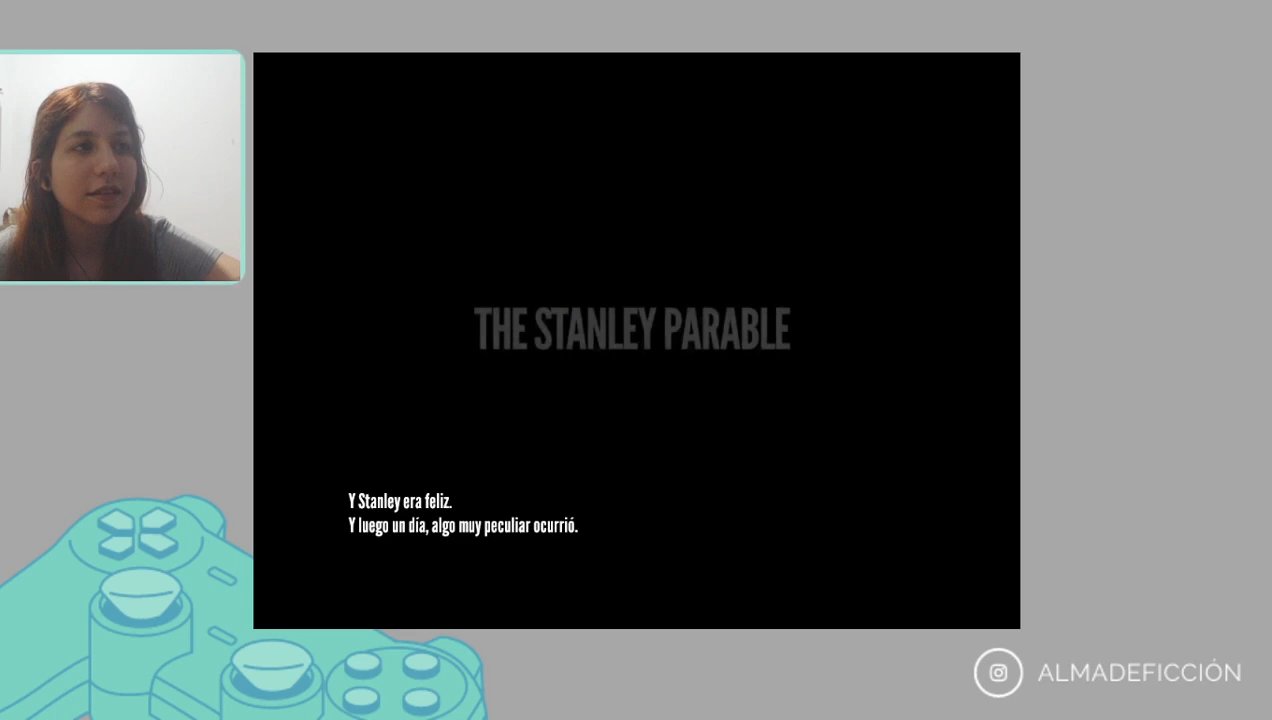 THE STANLEY PARABLE
Y Stanley era feliz.
Y luego un día, algo muy peculiar ocurrió.
ALMADEFICCIÓN